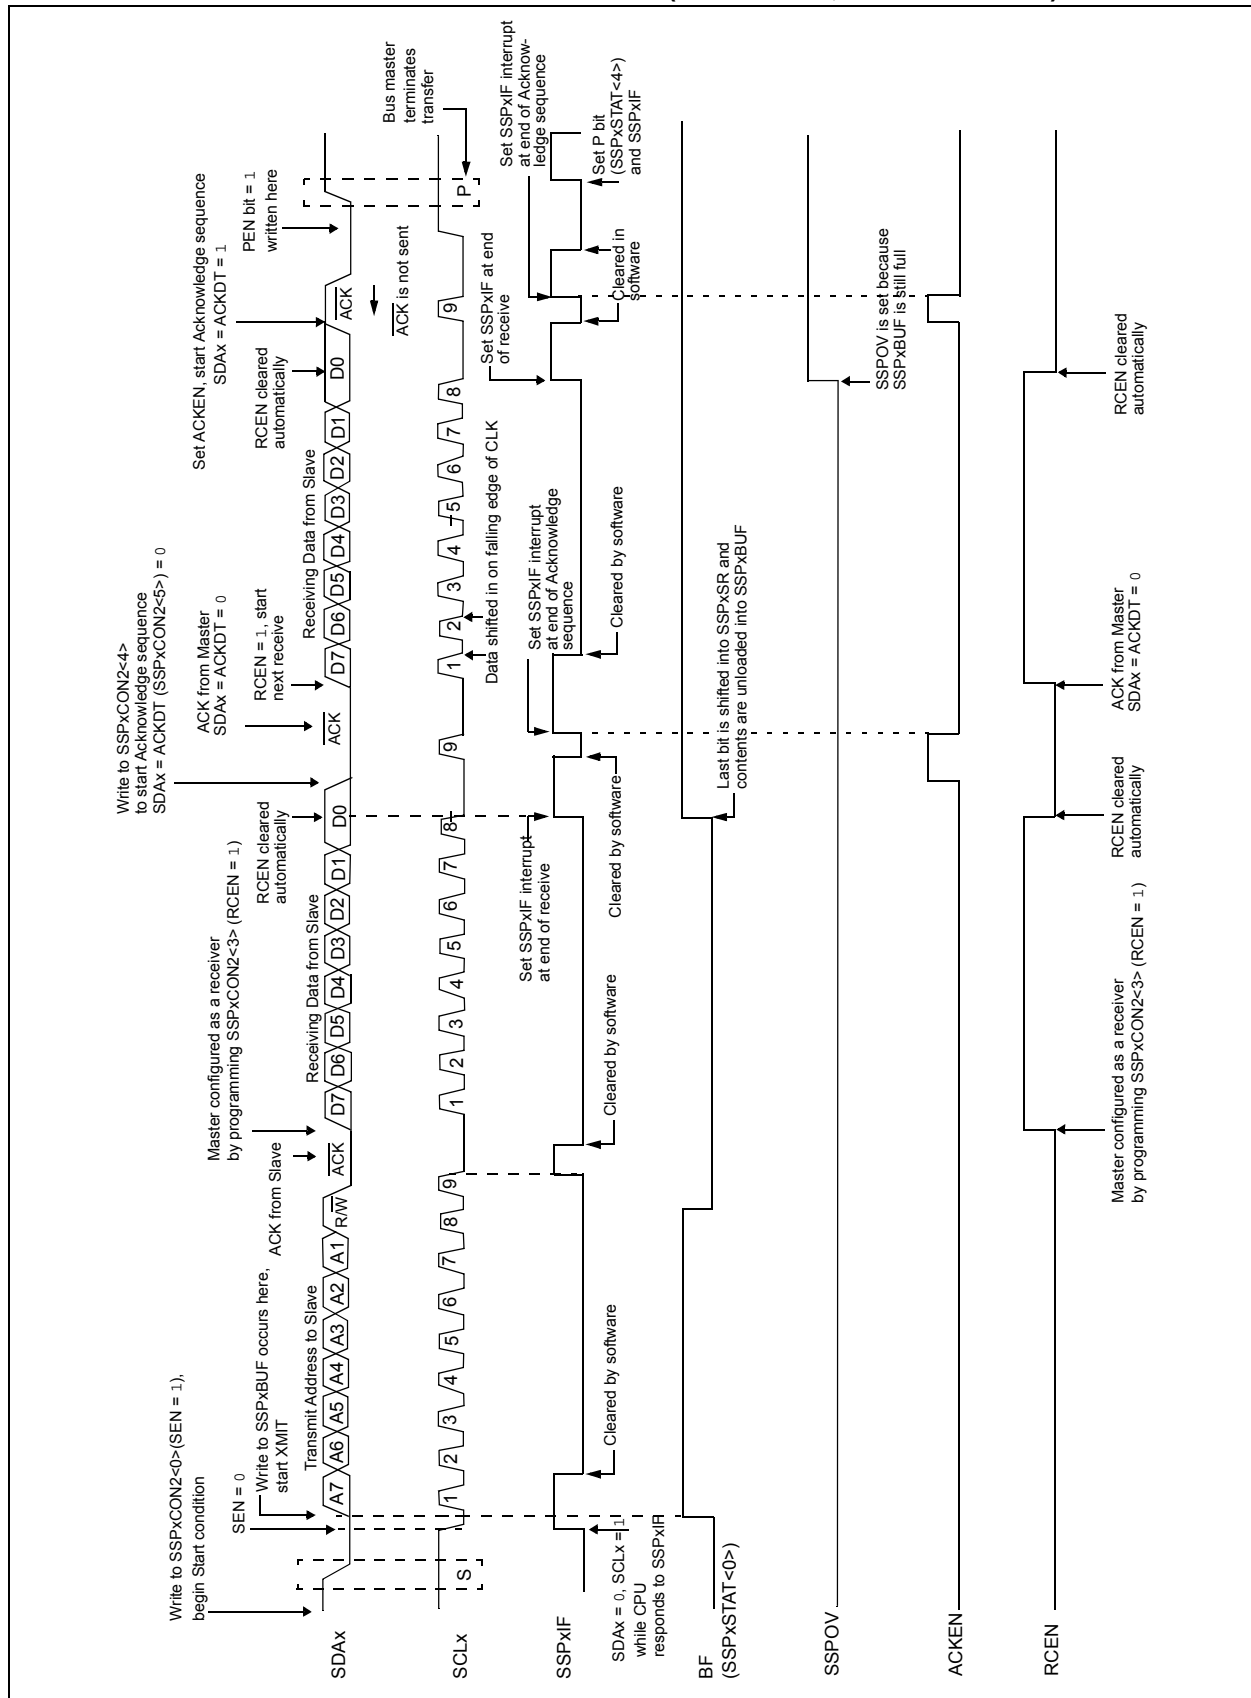 Write to SSPxCON2<0>(SEN = 1),
begin Start condition
SEN = 0
Write to SSPxBUF occurs here,
start XMIT
ACK from Slave
Master configured as a receiver
by programming SSPxCON2<3> (RCEN = 1)
RCEN cleared
automatically
Write to SSPxCON2<4>
to start Acknowledge sequence
SDAx = ACKDT (SSPxCON2<5>) = 0
ACK from Master
SDAx = ACKDT = 0
RCEN = 1, start
next receive
Set ACKEN, start Acknowledge sequence
SDAx = ACKDT = 1
RCEN cleared
automatically
PEN bit = 1
written here
Transmit Address to Slave
Receiving Data from Slave
Receiving Data from Slave
SDAx
A7 A6 A5 A4 A3 A2 A1 R/W ACK D7 D6 D5 D4 D3 D2 D1 D0 ACK D7 D6 D5 D4 D3 D2 D1 D0 ACK
ACK is not sent
Bus master
terminates
transfer
SCLx
S 1 2 3 4 5 6 7 8 9 1 2 3 4 5 6 7 8 9 1 2 3 4 5 6 7 8 9 P
Data shifted in on falling edge of CLK
Set SSPxIF interrupt
at end of receive
Set SSPxIF interrupt
at end of Acknowledge
sequence
Set SSPxIF at end
of receive
Set SSPxIF interrupt
at end of Acknow-
ledge sequence
SSPxIF
SDAx = 0, SCLx = 1
while CPU
responds to SSPxIF
Cleared by software
Cleared by software
Cleared by software
Cleared by software
Cleared by software
Cleared in
software
Set P bit
(SSPxSTAT<4>)
and SSPxIF
BF
(SSPxSTAT<0>)
Last bit is shifted into SSPxSR and
contents are unloaded into SSPxBUF
SSPOV
SSPOV is set because
SSPxBUF is still full
ACKEN
RCEN
Master configured as a receiver
by programming SSPxCON2<3> (RCEN = 1)
RCEN cleared
automatically
ACK from Master
SDAx = ACKDT = 0
RCEN cleared
automatically